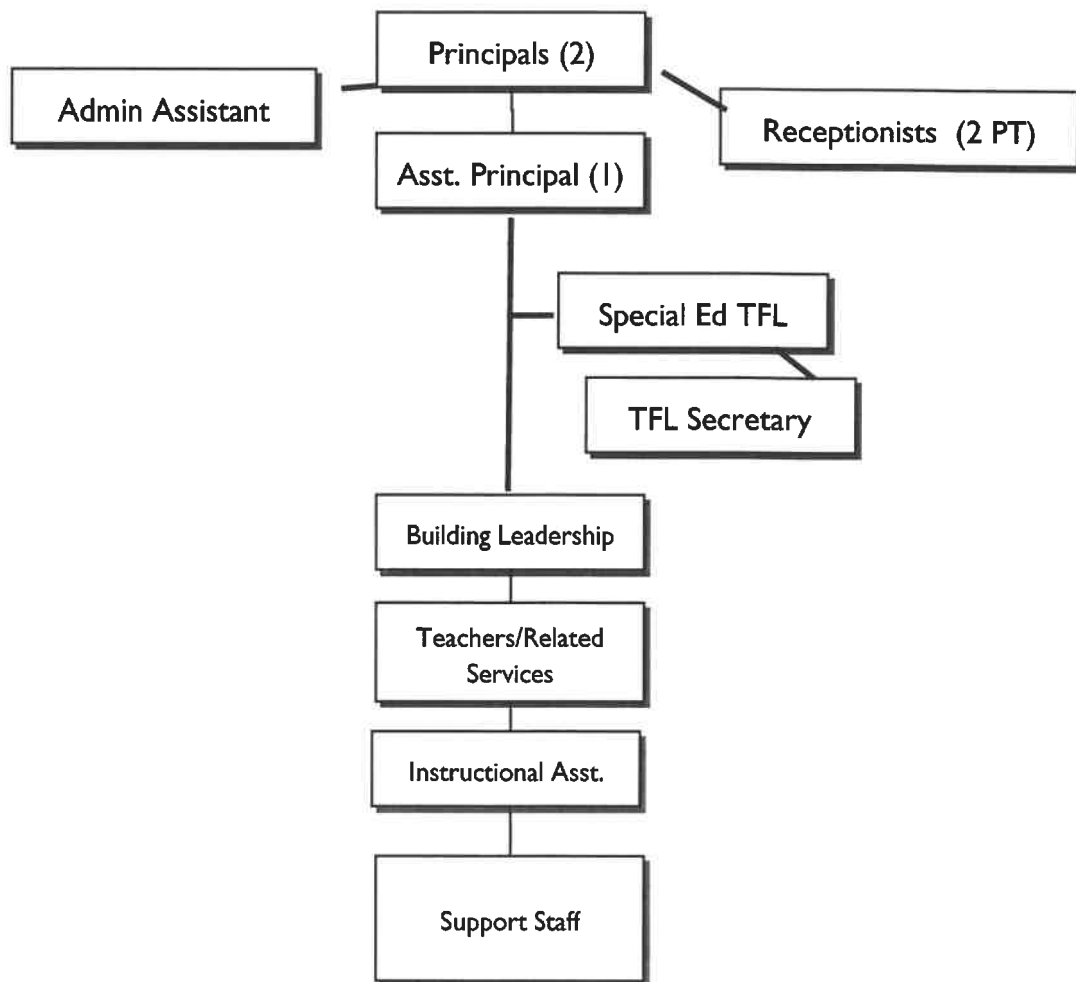 Principals (2)
Admin Assistant
Receptionists (2 PT)
Asst. Principal (1)
Special Ed TFL
TFL Secretary
Building Leadership
Teachers/Related
Services
Instructional Asst.
Support Staff